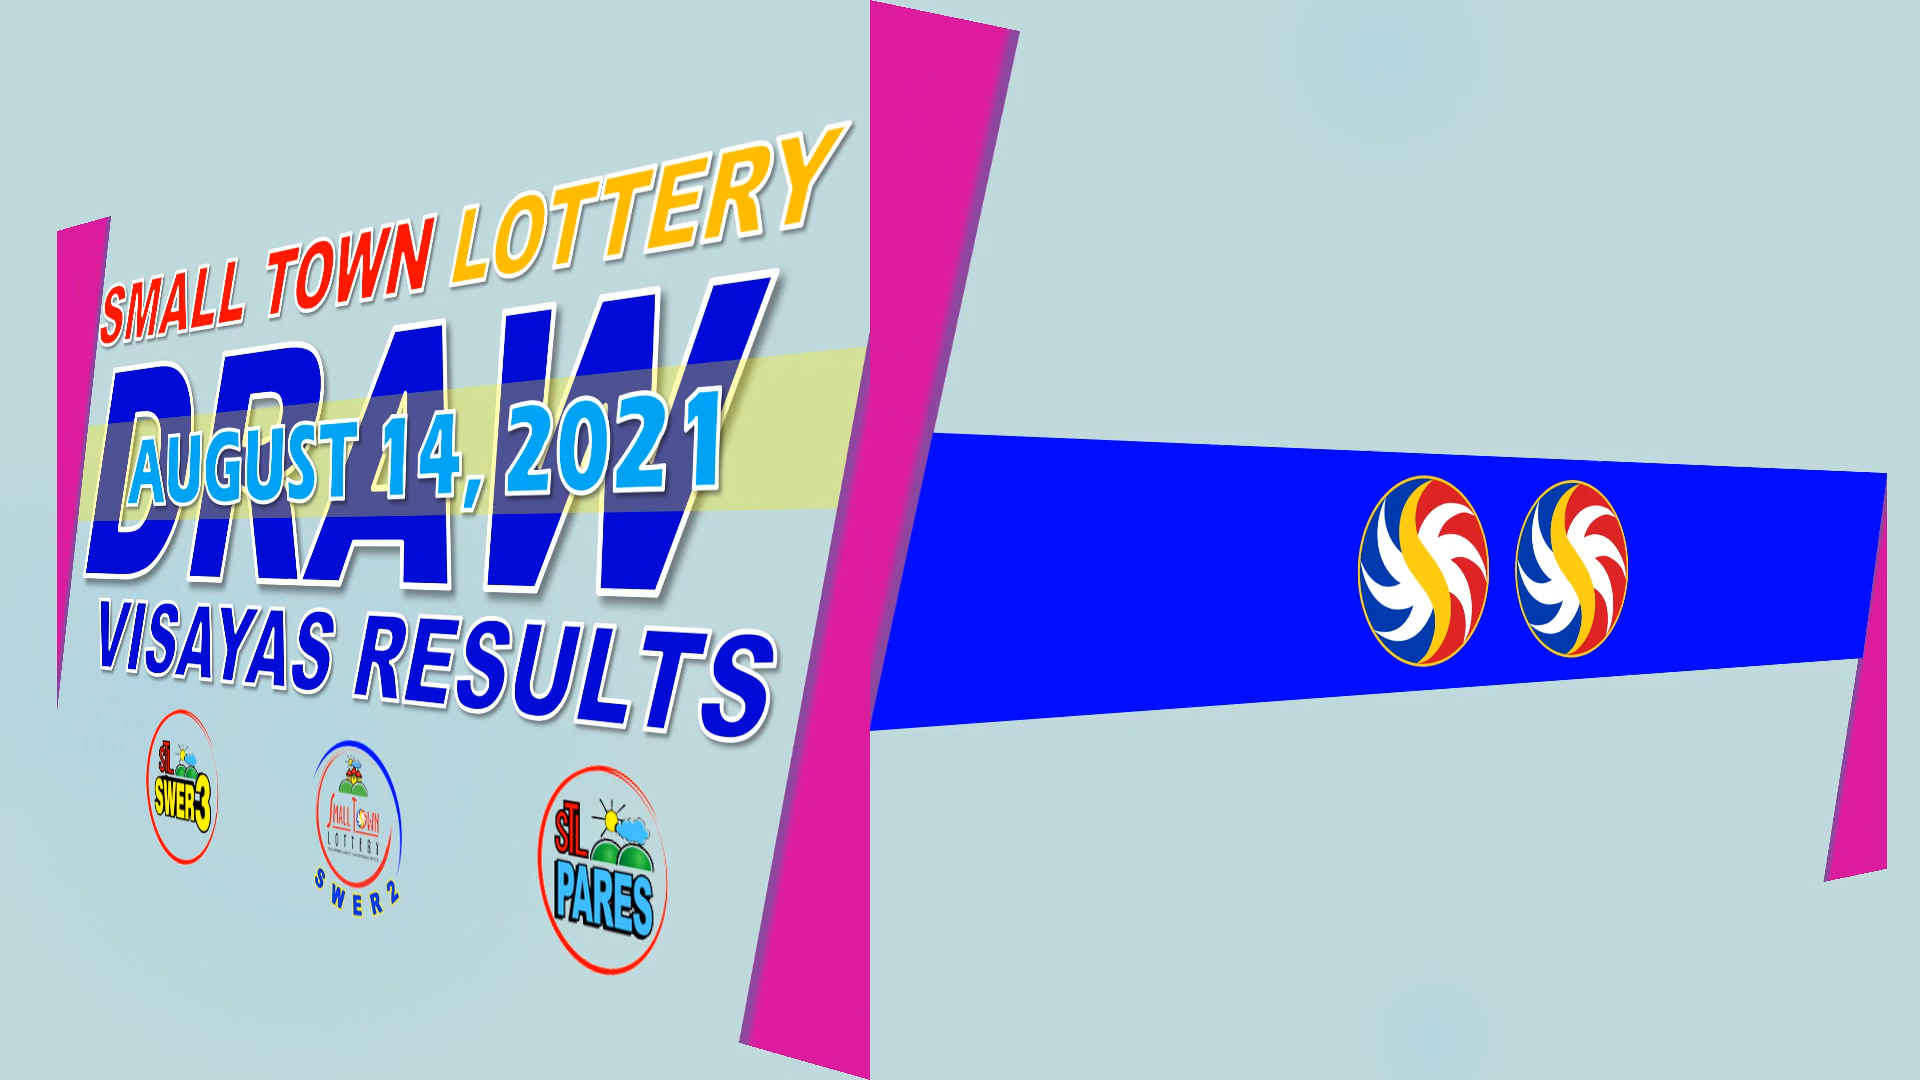 SMALL TOWN LOTTERY
DRAW
AUGUST 14, 2021
VISAYAS RESULTS
STL
SWER3
SMALL TOWN
LOTTERY
SWER2
STL
PARES